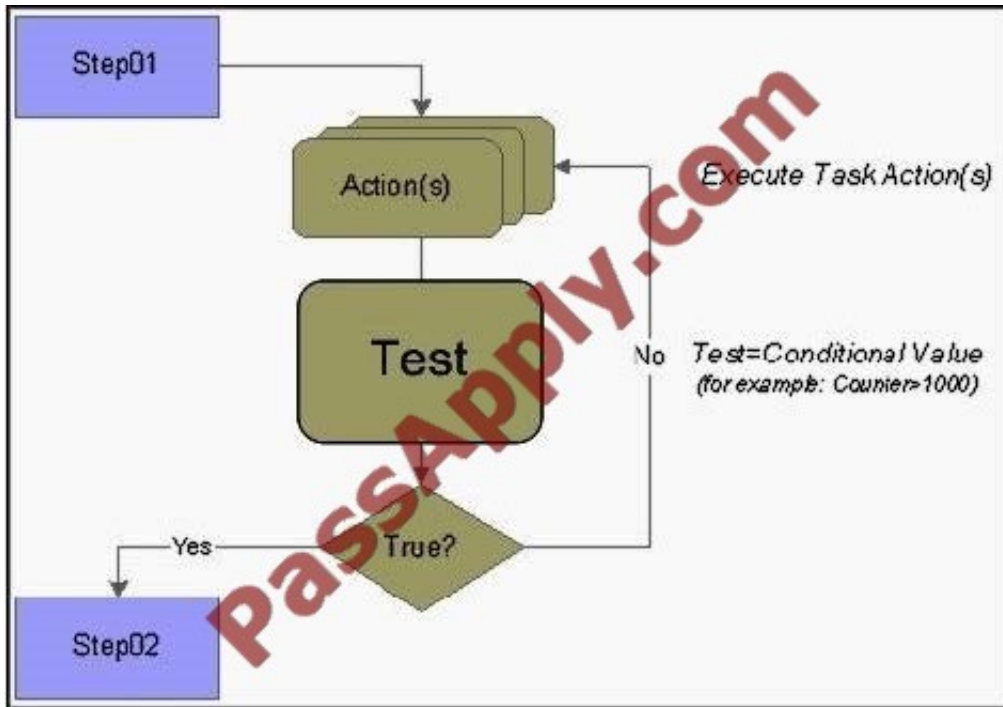 Step01
Action(s)
Execute Task Action(s)
Test
No
Test=Conditional Value
(for example: Counter>1000)
Yes
True?
Step02
PassApply.com